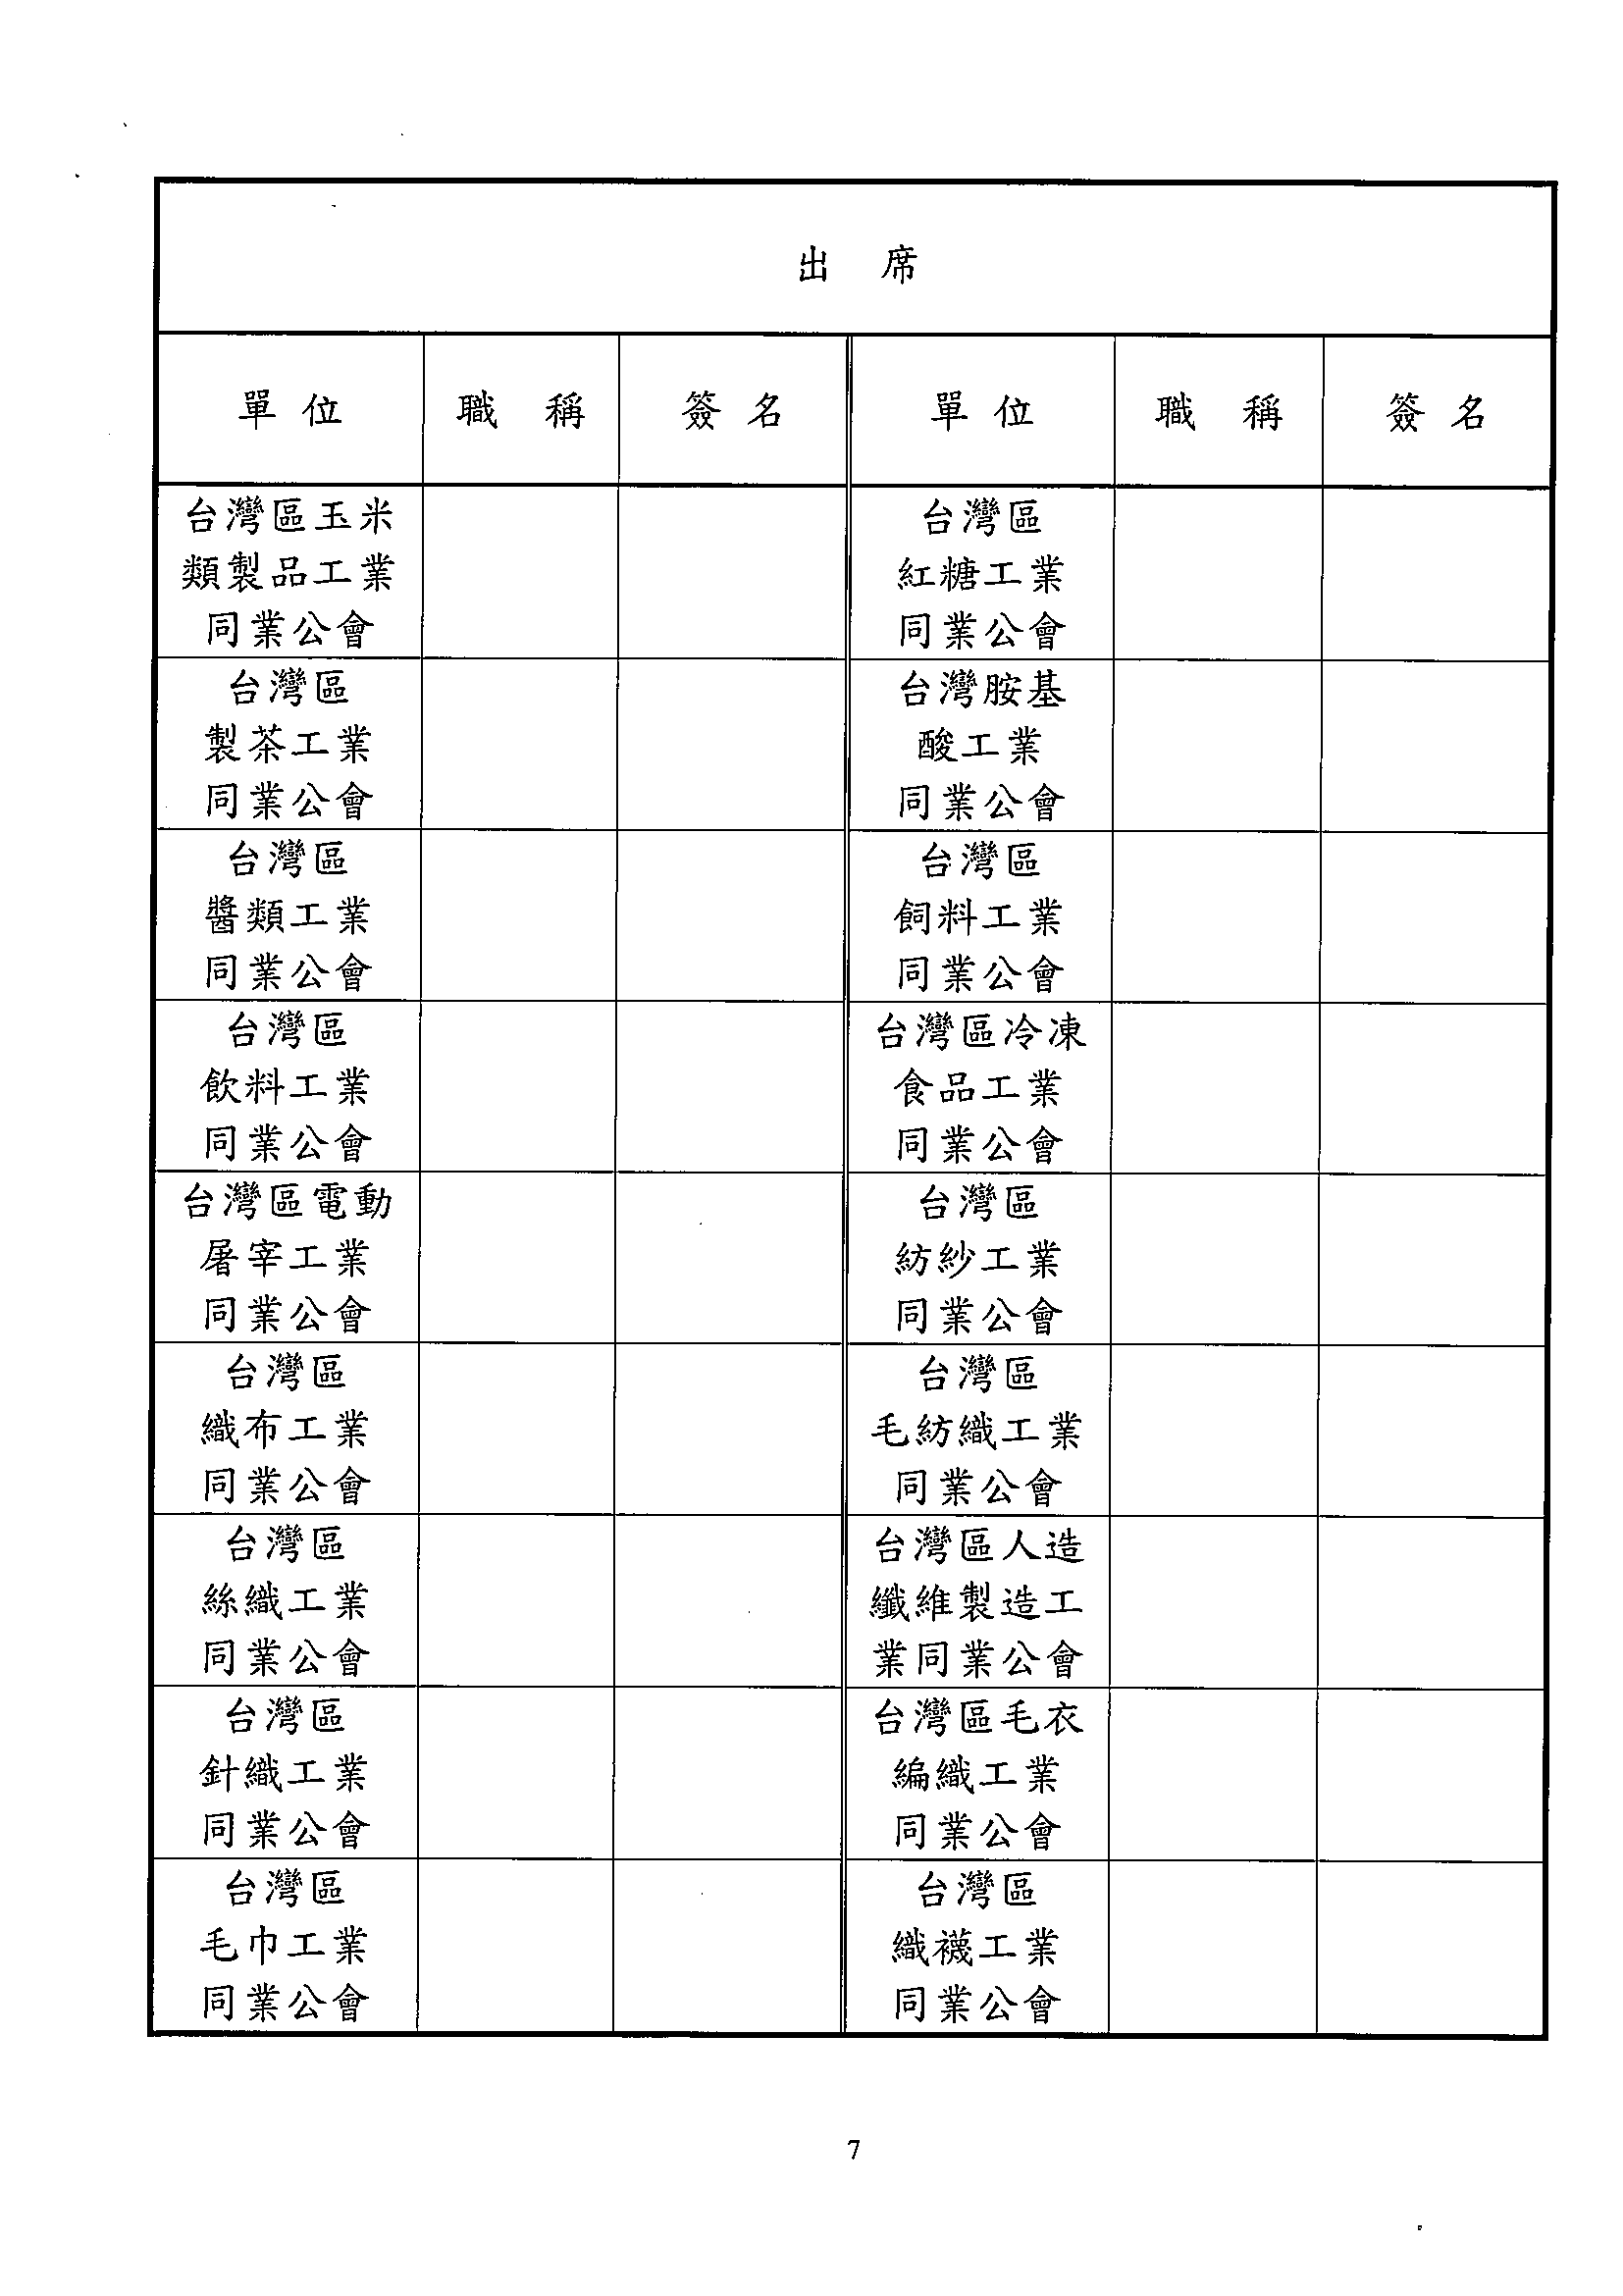 出 席
單位 職稱 簽名 單位 職稱 簽名
台灣區玉米
類製品工業
同業公會
台灣區
紅糖工業
同業公會
台灣區
製茶工業
同業公會
台灣胺基
酸工業
同業公會
台灣區
醬類工業
同業公會
台灣區
飼料工業
同業公會
台灣區
飲料工業
同業公會
台灣區冷凍
食品工業
同業公會
台灣區電動
屠宰工業
同業公會
台灣區
紡紗工業
同業公會
台灣區
織布工業
同業公會
台灣區
毛紡織工業
同業公會
台灣區
絲織工業
同業公會
台灣區人造
纖維製造工
業同業公會
台灣區
針織工業
同業公會
台灣區毛衣
編織工業
同業公會
台灣區
毛巾工業
同業公會
台灣區
織襪工業
同業公會
7